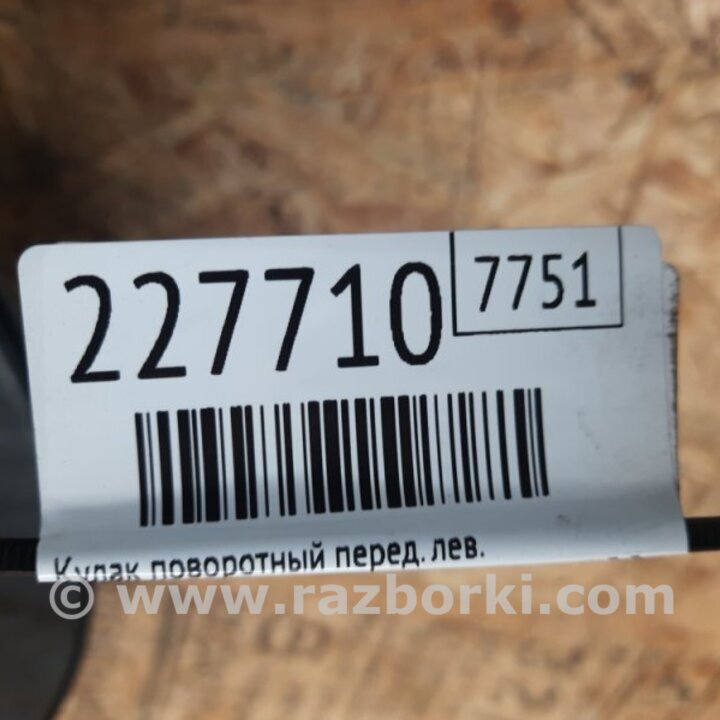 227710
7751
Кулак поворотный перед. лев.
© www.razborki.com